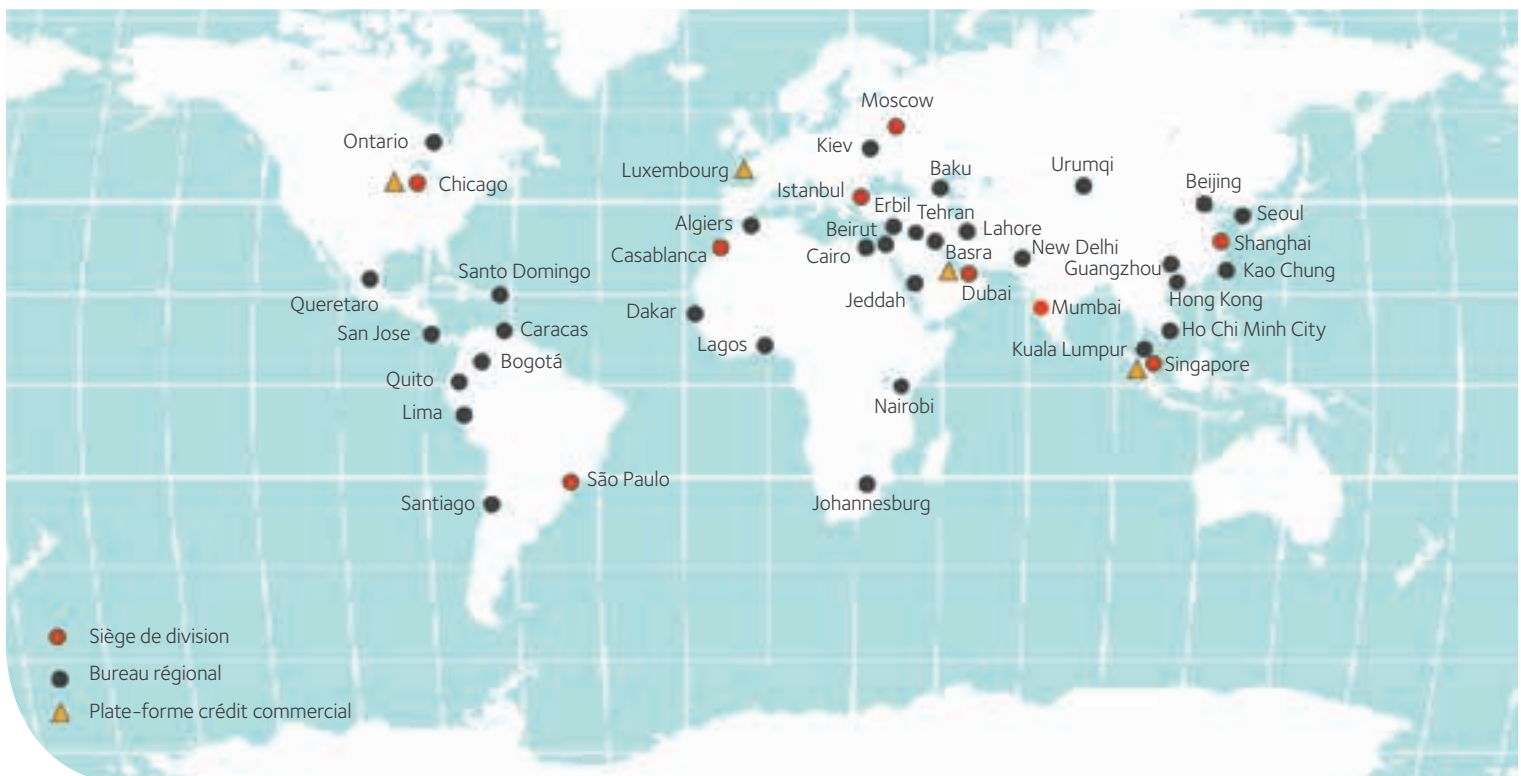 Moscow
Ontario
Kiev
Luxembourg
Baku
Urumqi
Chicago
Istanbul
Beijing
Erbil
Tehran
Seoul
Algiers
Beirut
Lahore
Casablanca
Cairo
Basra
New Delhi
Shanghai
Santo Domingo
Guangzhou
Kao Chung
Queretaro
Jeddah
Dubai
Hong Kong
Dakar
Mumbai
San Jose
Caracas
Lagos
Ho Chi Minh City
Kuala Lumpur
Bogotá
Singapore
Quito
Lima
Nairobi
São Paulo
Santiago
Johannesburg
Siège de division
Bureau régional
Plate-forme crédit commercial